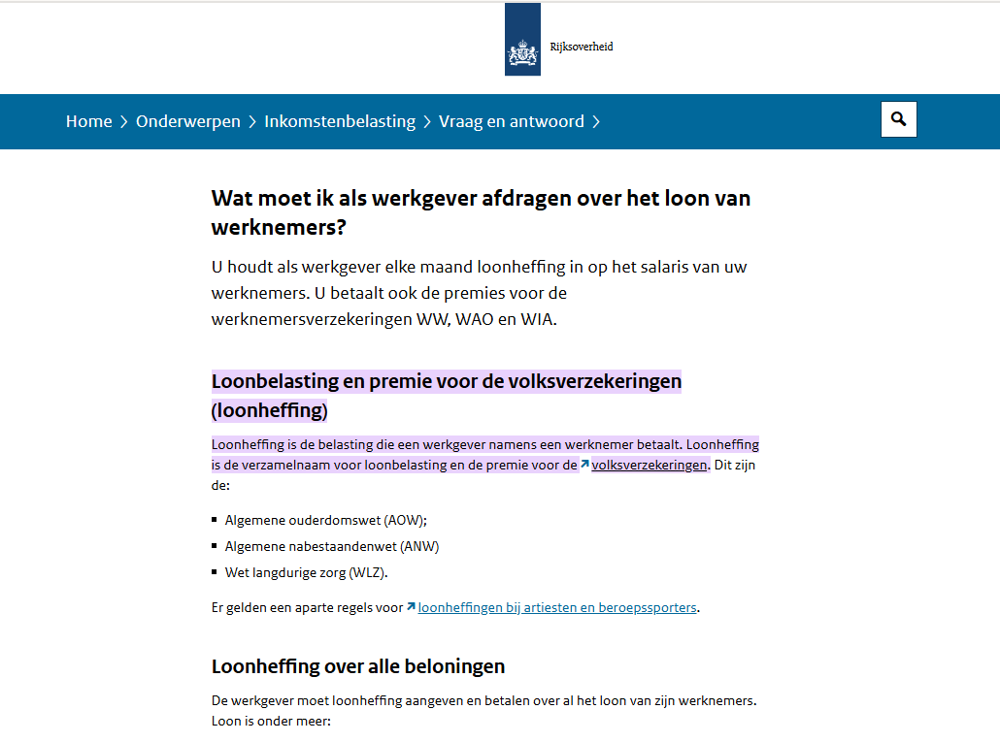 Rijksoverheid
Home > Onderwerpen > Inkomstenbelasting > Vraag en antwoord >
Wat moet ik als werkgever afdragen over het loon van
werknemers?
U houdt als werkgever elke maand loonheffing in op het salaris van uw
werknemers. U betaalt ook de premies voor de
werknemersverzekeringen WW, WAO en WIA.
Loonbelasting en premie voor de volksverzekeringen
(loonheffing)
Loonheffing is de belasting die een werkgever namens een werknemer betaalt. Loonheffing
is de verzamelnaam voor loonbelasting en de premie voor de volksverzekeringen. Dit zijn
de:
Algemene ouderdomswet (AOW);
Algemene nabestaandenwet (ANW)
Wet langdurige zorg (WLZ).
Er gelden een aparte regels voor loonheffingen bij artiesten en beroepssporters.
Loonheffing over alle beloningen
De werkgever moet loonheffing aangeven en betalen over al het loon van zijn werknemers.
Loon is onder meer: